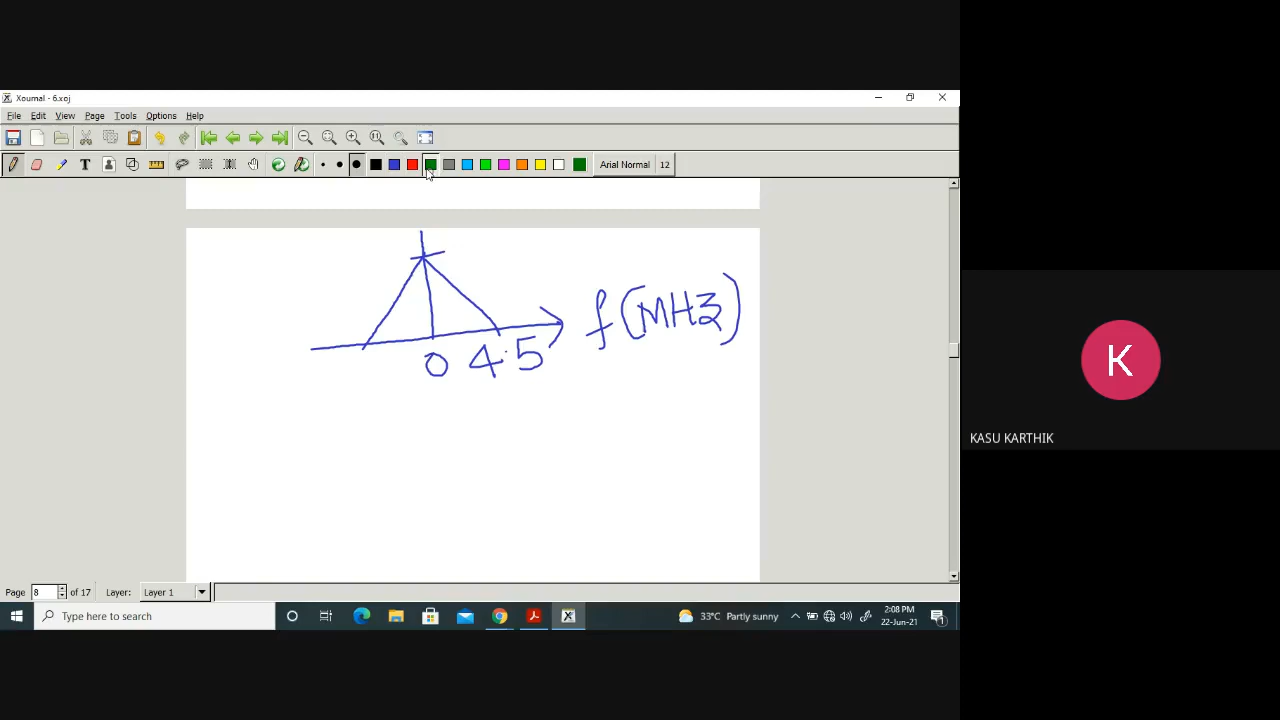 Xournal - 6.xoj
File Edit View Page Tools Options Help
T Arial Normal 12
f(MHz)
0 4.5
K
KASU KARTHIK
Page 8 of 17 Layer: Layer 1
Type here to search
33°C Partly sunny
2:08 PM
22-Jun-21
1